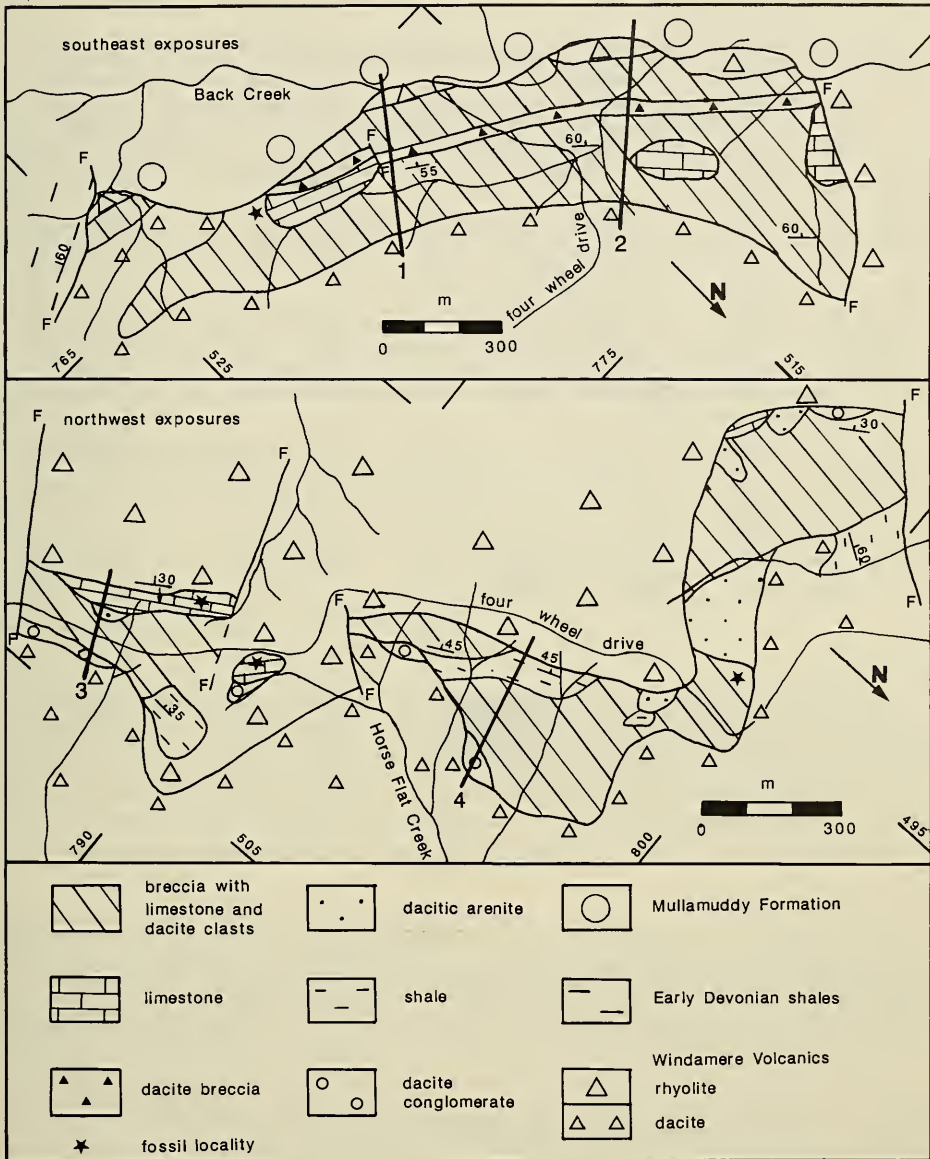 southeast exposures
Back Creek
F
F
F
F
F
F
60
55
60
60
1
2
four wheel drive
N
m
0 300
765
525
775
515
northwest exposures
F
F
F
F
F
F
F
F
30
35
45
45
30
60
3
4
four wheel drive
Horse Flat Creek
N
m
0 300
790
505
800
495
breccia with
limestone and
dacite clasts
dacitic arenite
Mullamuddy Formation
limestone
shale
Early Devonian shales
dacite breccia
dacite
conglomerate
Windamere Volcanics
rhyolite
dacite
fossil locality